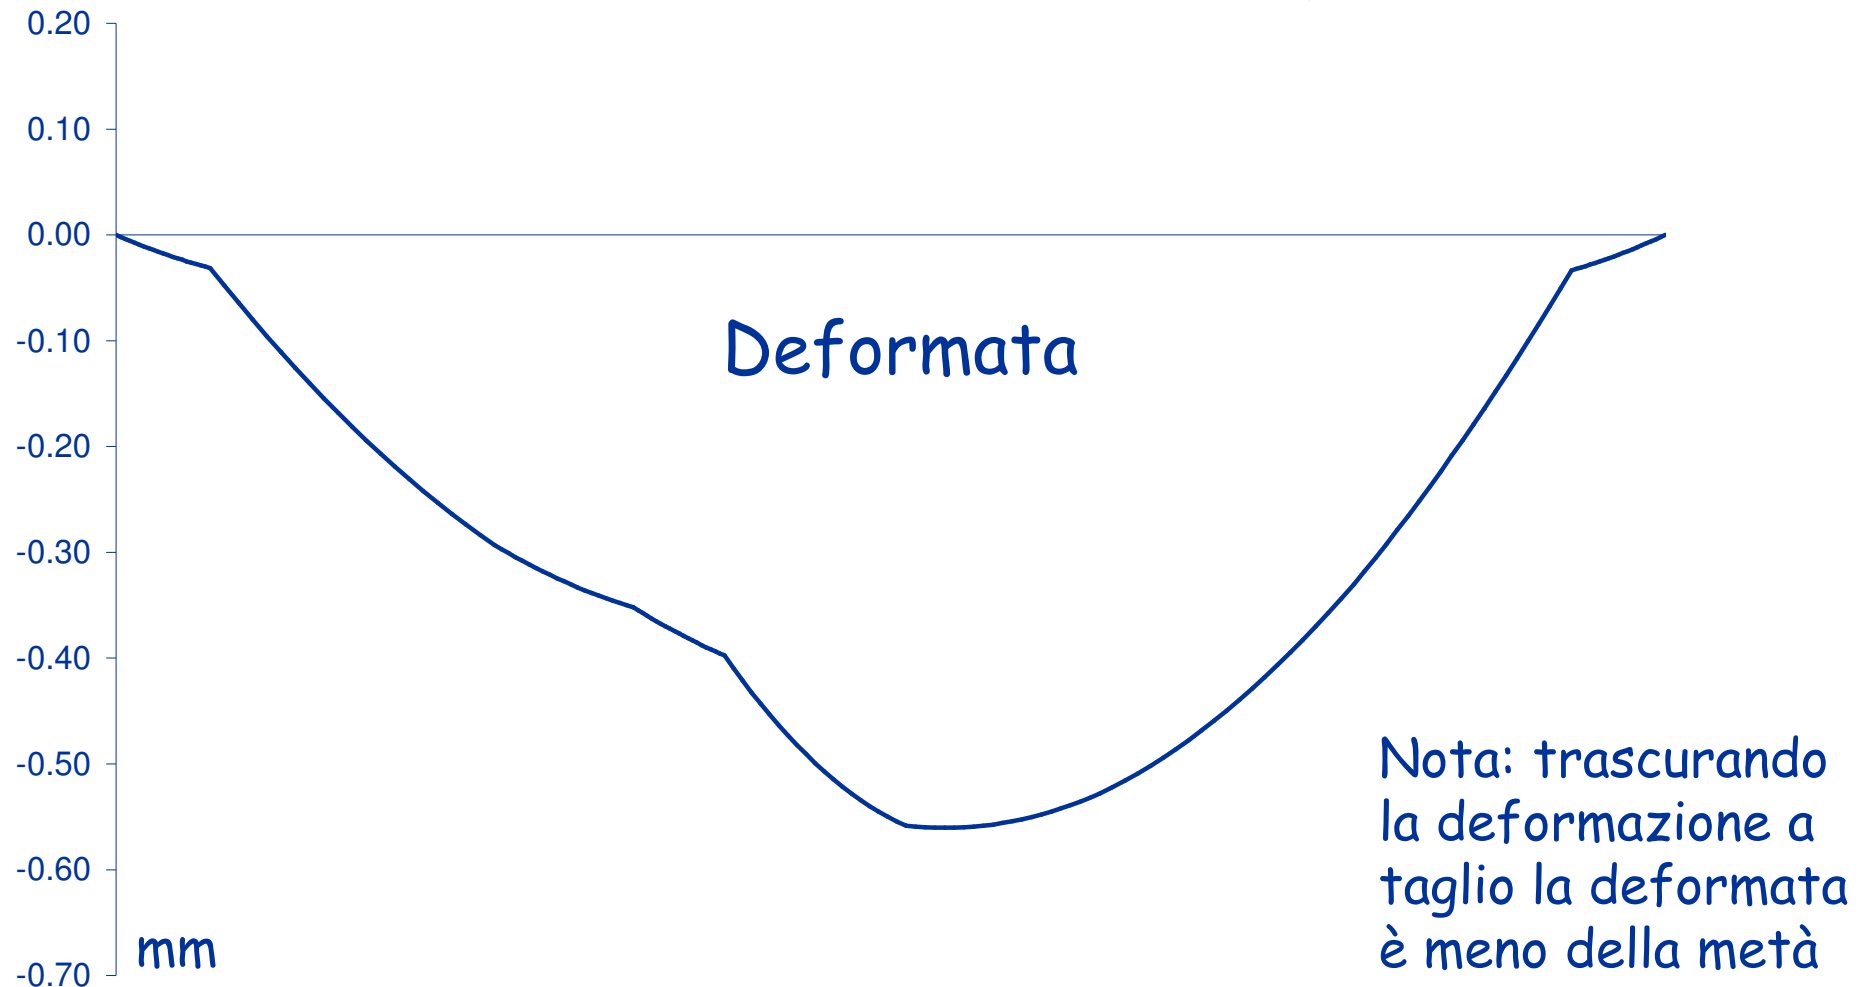 0.20
0.10
0.00
-0.10
-0.20
-0.30
-0.40
-0.50
-0.60
-0.70
Deformata
mm
Nota: trascurando
la deformazione a
taglio la deformata
è meno della metà